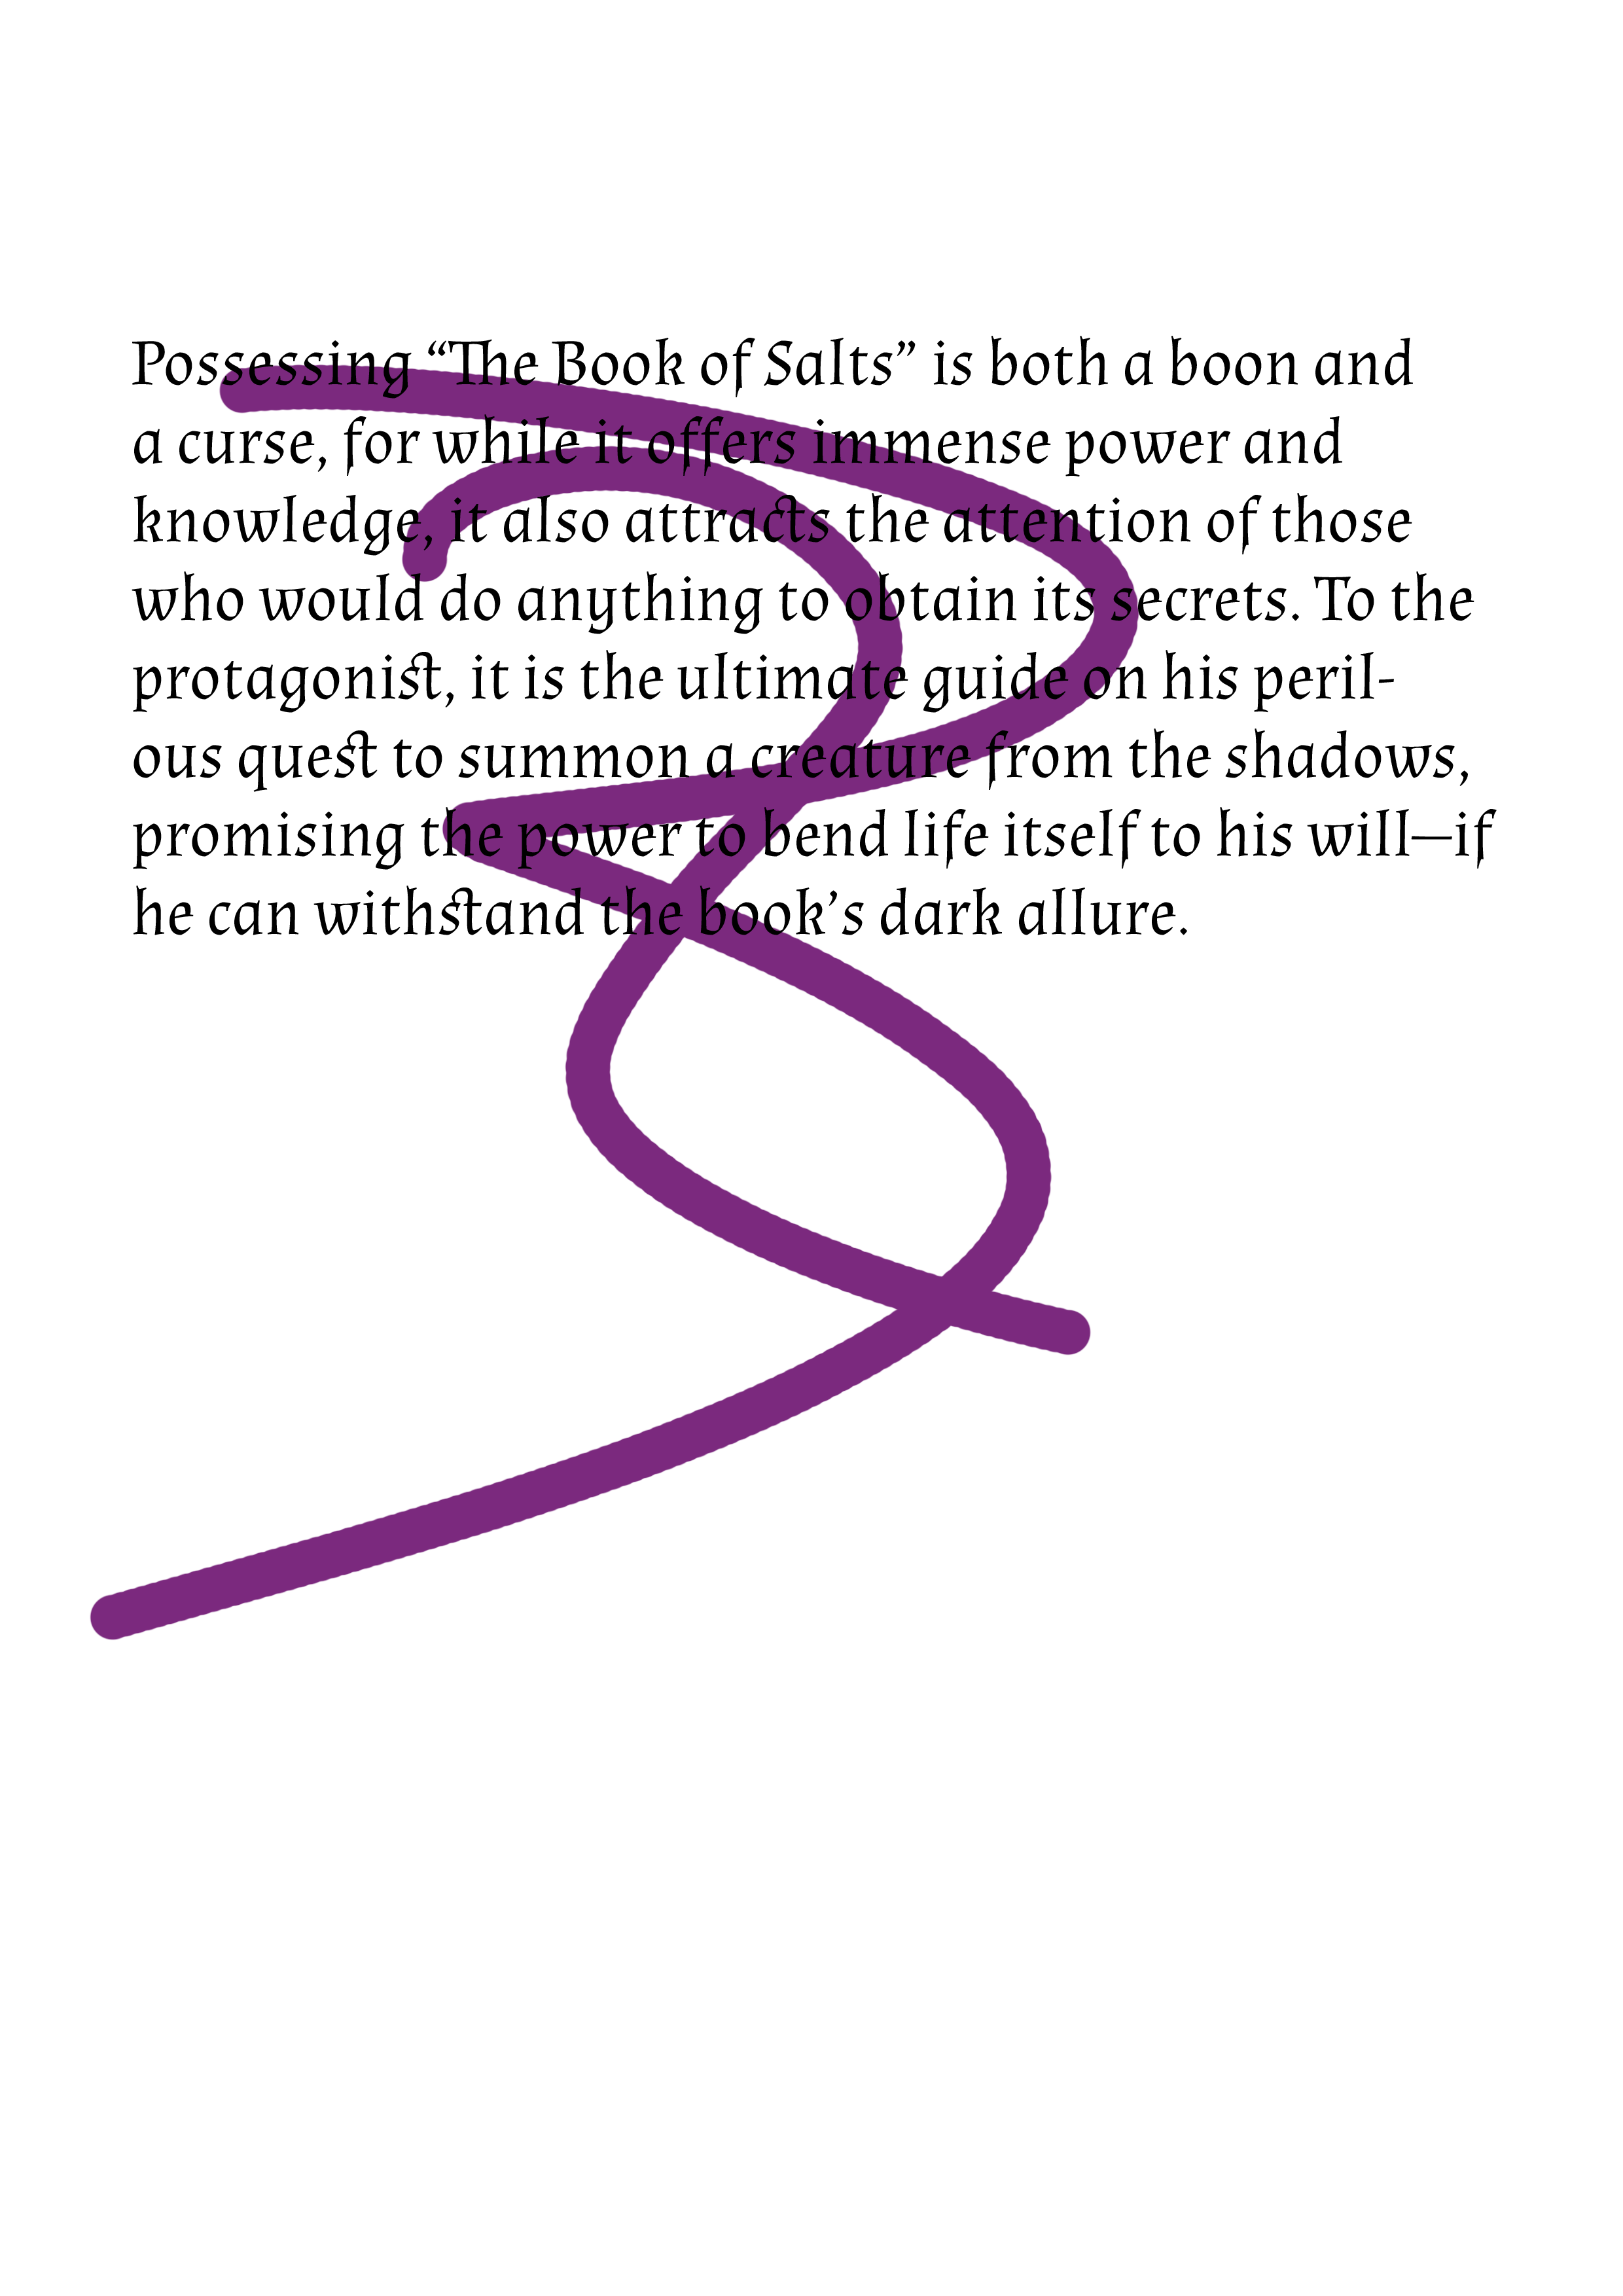 Possessing “The Book of Salts” is both a boon and
a curse, for while it offers immense power and
knowledge, it also attracts the attention of those
who would do anything to obtain its secrets. To the
protagonist, it is the ultimate guide on his peril-
ous quest to summon a creature from the shadows,
promising the power to bend life itself to his will—if
he can withstand the book’s dark allure.